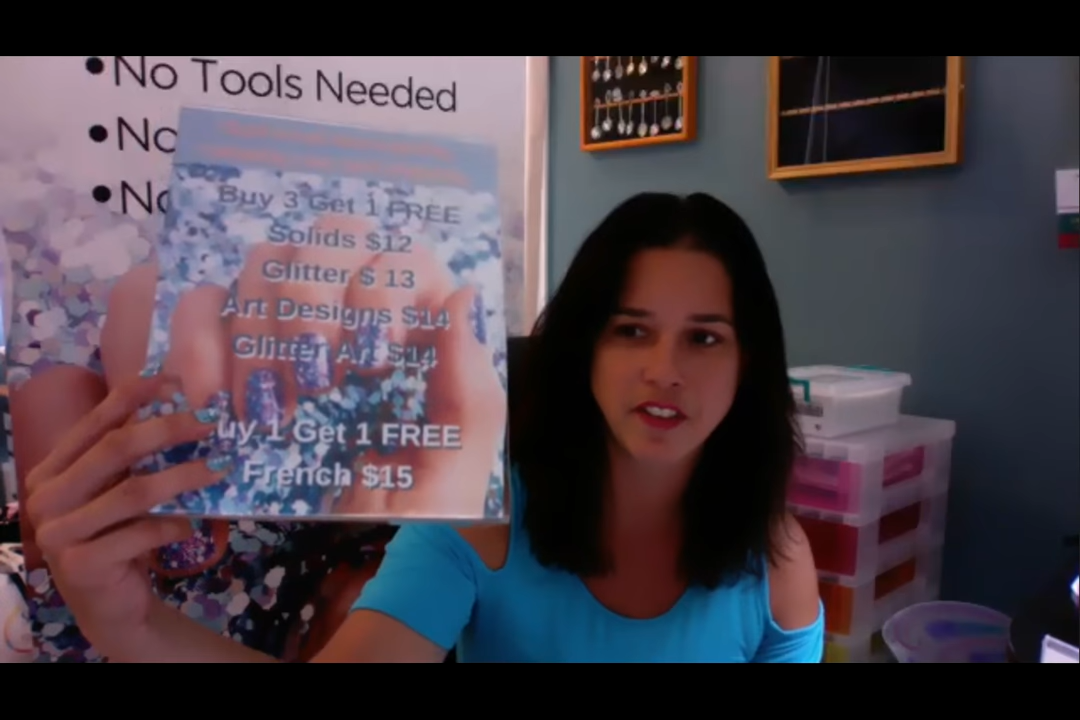 No Tools Needed
No
No
Buy 3 Get 1 FREE
Solids $12
Glitter $ 13
Art Designs $14
Glitter Art $14
uy 1 Get 1 FREE
French $15